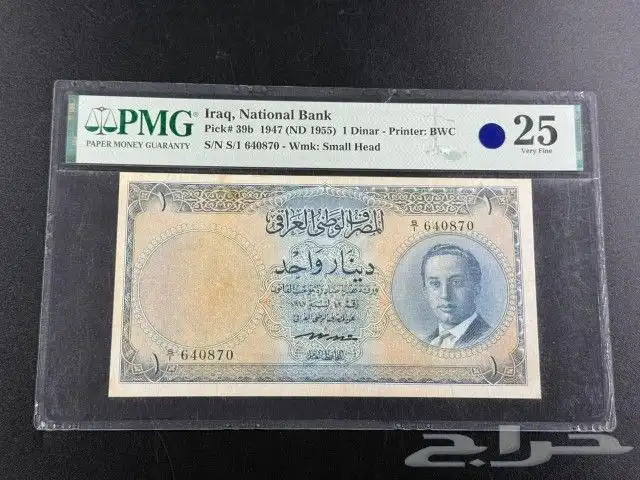 PMG
PAPER MONEY GUARANTY
Iraq, National Bank
Pick# 39b 1947 (ND 1955) 1 Dinar - Printer: BWC
S/N S/1 640870 - Wmk: Small Head
25
Very Fine
١ ١
المصرف الوطني العراقي
S/1 640870
دينار واحد
S/1 640870
١ ١
حراج